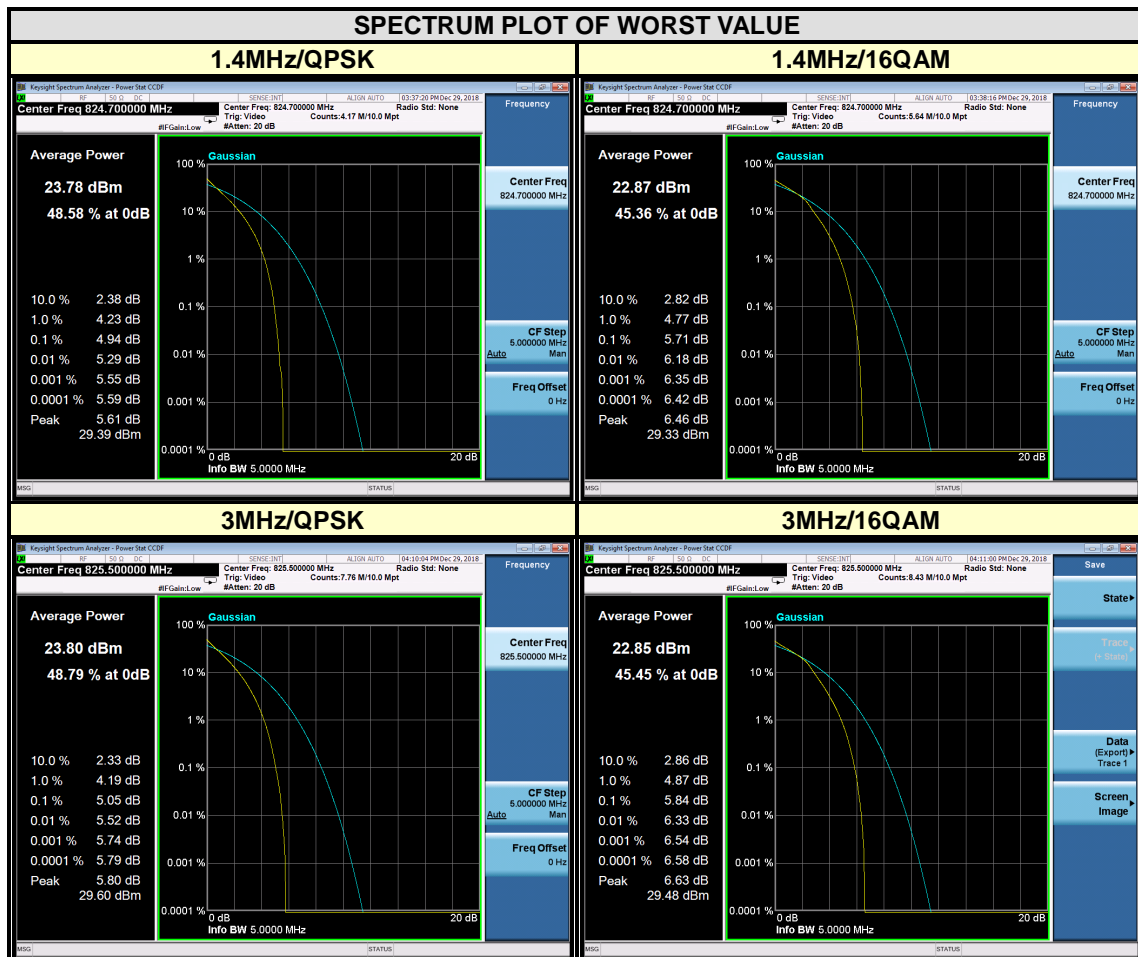 SPECTRUM PLOT OF WORST VALUE
1.4MHz/QPSK
Keysight Spectrum Analyzer - Power Stat CCDF
RF 50 Ω DC SENSE:INT ALIGN AUTO 03:37:20 PM Dec 29, 2018
Center Freq 824.700000 MHz
Center Freq: 824.700000 MHz Radio Std: None
Trig: Video Counts:4.17 M/10.0 Mpt
#IFGain:Low #Atten: 20 dB
Average Power
23.78 dBm
48.58 % at 0dB
10.0 % 2.38 dB
1.0 % 4.23 dB
0.1 % 4.94 dB
0.01 % 5.29 dB
0.001 % 5.55 dB
0.0001 % 5.59 dB
Peak 5.61 dB
29.39 dBm
Gaussian
100 %
10 %
1 %
0.1 %
0.01 %
0.001 %
0.0001 %
0 dB 20 dB
Info BW 5.0000 MHz
Frequency
Center Freq
824.700000 MHz
CF Step
5.000000 MHz
Auto Man
Freq Offset
0 Hz
MSG STATUS
1.4MHz/16QAM
Keysight Spectrum Analyzer - Power Stat CCDF
RF 50 Ω DC SENSE:INT ALIGN AUTO 03:38:16 PM Dec 29, 2018
Center Freq 824.700000 MHz
Center Freq: 824.700000 MHz Radio Std: None
Trig: Video Counts:5.64 M/10.0 Mpt
#IFGain:Low #Atten: 20 dB
Average Power
22.87 dBm
45.36 % at 0dB
10.0 % 2.82 dB
1.0 % 4.77 dB
0.1 % 5.71 dB
0.01 % 6.18 dB
0.001 % 6.35 dB
0.0001 % 6.42 dB
Peak 6.46 dB
29.33 dBm
Gaussian
100 %
10 %
1 %
0.1 %
0.01 %
0.001 %
0.0001 %
0 dB 20 dB
Info BW 5.0000 MHz
Frequency
Center Freq
824.700000 MHz
CF Step
5.000000 MHz
Auto Man
Freq Offset
0 Hz
MSG STATUS
3MHz/QPSK
Keysight Spectrum Analyzer - Power Stat CCDF
RF 50 Ω DC SENSE:INT ALIGN AUTO 04:10:04 PM Dec 29, 2018
Center Freq 825.500000 MHz
Center Freq: 825.500000 MHz Radio Std: None
Trig: Video Counts:7.76 M/10.0 Mpt
#IFGain:Low #Atten: 20 dB
Average Power
23.80 dBm
48.79 % at 0dB
10.0 % 2.33 dB
1.0 % 4.19 dB
0.1 % 5.05 dB
0.01 % 5.52 dB
0.001 % 5.74 dB
0.0001 % 5.79 dB
Peak 5.80 dB
29.60 dBm
Gaussian
100 %
10 %
1 %
0.1 %
0.01 %
0.001 %
0.0001 %
0 dB 20 dB
Info BW 5.0000 MHz
Frequency
Center Freq
825.500000 MHz
CF Step
5.000000 MHz
Auto Man
Freq Offset
0 Hz
MSG STATUS
3MHz/16QAM
Keysight Spectrum Analyzer - Power Stat CCDF
RF 50 Ω DC SENSE:INT ALIGN AUTO 04:11:00 PM Dec 29, 2018
Center Freq 825.500000 MHz
Center Freq: 825.500000 MHz Radio Std: None
Trig: Video Counts:8.43 M/10.0 Mpt
#IFGain:Low #Atten: 20 dB
Average Power
22.85 dBm
45.45 % at 0dB
10.0 % 2.86 dB
1.0 % 4.87 dB
0.1 % 5.84 dB
0.01 % 6.33 dB
0.001 % 6.54 dB
0.0001 % 6.58 dB
Peak 6.63 dB
29.48 dBm
Gaussian
100 %
10 %
1 %
0.1 %
0.01 %
0.001 %
0.0001 %
0 dB 20 dB
Info BW 5.0000 MHz
Save
State
Trace
(+ State)
Data
(Export)
Trace 1
Screen
Image
MSG STATUS